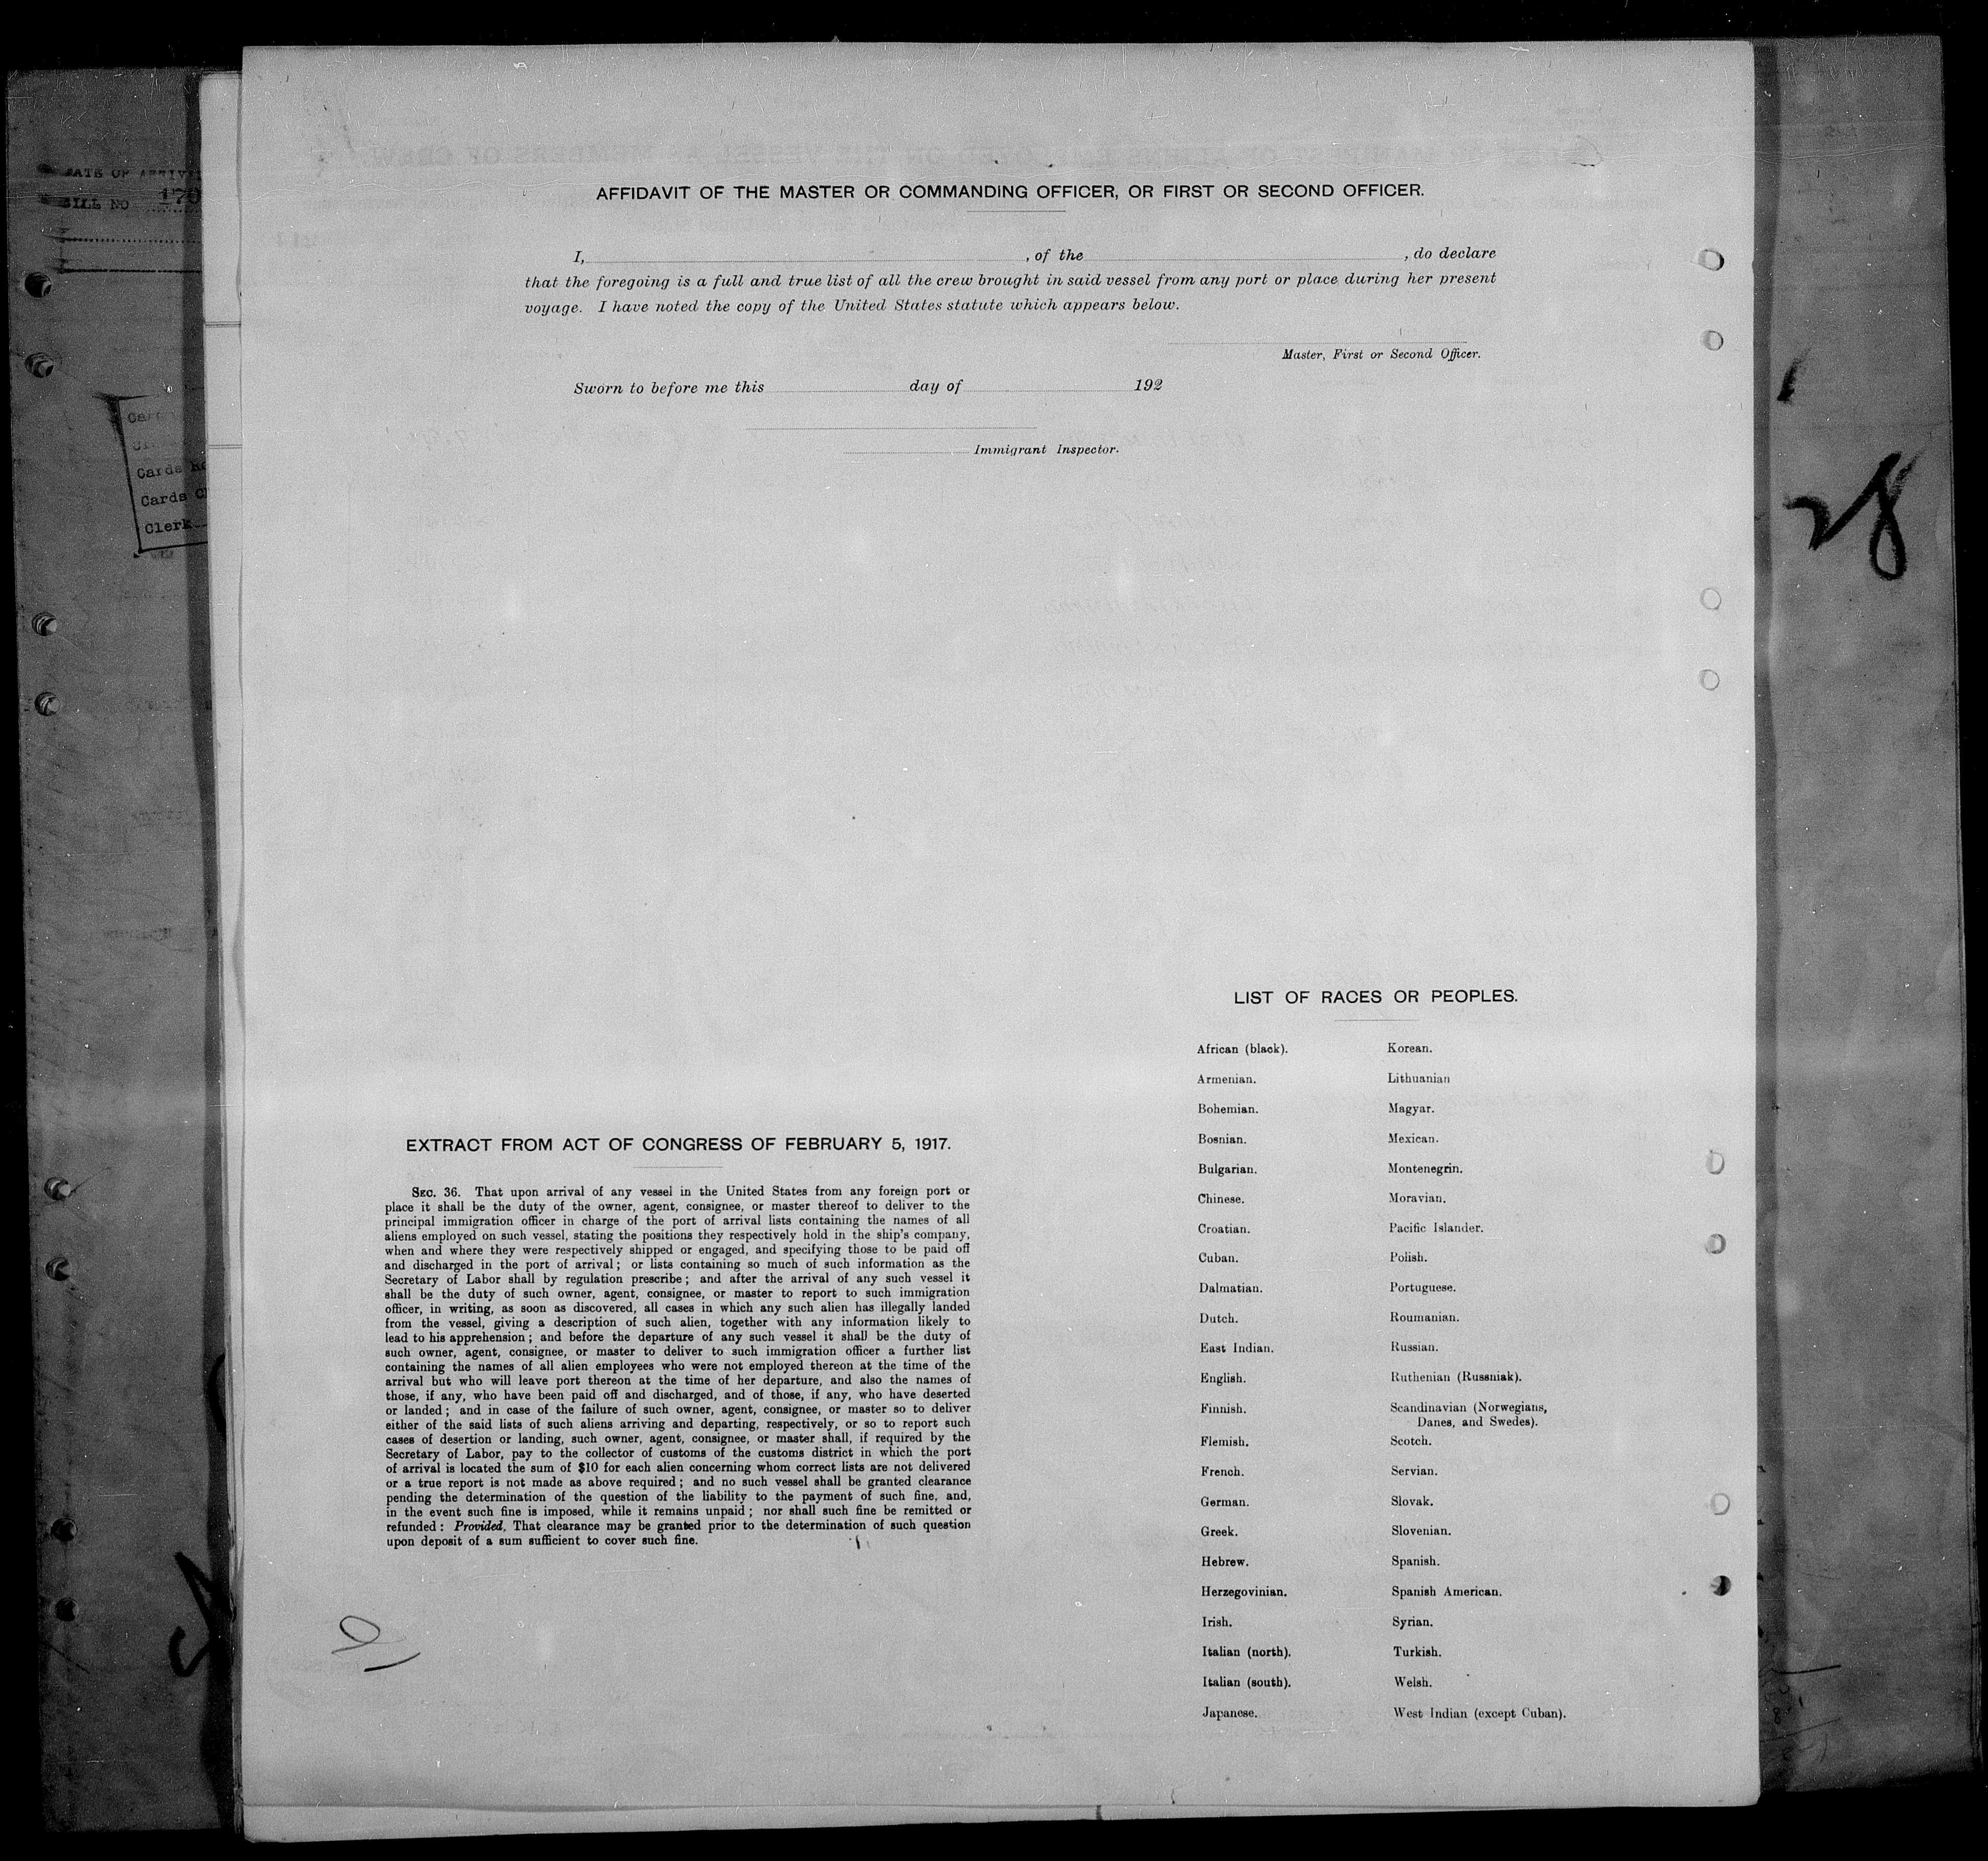 DATE OF
BILL NO 170
Cards
Cards
Clerk
28
AFFIDAVIT OF THE MASTER OR COMMANDING OFFICER, OR FIRST OR SECOND OFFICER.
I, , of the , do declare
that the foregoing is a full and true list of all the crew brought in said vessel from any port or place during her present
voyage. I have noted the copy of the United States statute which appears below.
Master, First or Second Officer.
Sworn to before me this day of 192
Immigrant Inspector.
EXTRACT FROM ACT OF CONGRESS OF FEBRUARY 5, 1917.
SEC. 36. That upon arrival of any vessel in the United States from any foreign port or
place it shall be the duty of the owner, agent, consignee, or master thereof to deliver to the
principal immigration officer in charge of the port of arrival lists containing the names of all
aliens employed on such vessel, stating the positions they respectively hold in the ship's company,
when and where they were respectively shipped or engaged, and specifying those to be paid off
and discharged in the port of arrival; or lists containing so much of such information as the
Secretary of Labor shall by regulation prescribe; and after the arrival of any such vessel it
shall be the duty of such owner, agent, consignee, or master to report to such immigration
officer, in writing, as soon as discovered, all cases in which any such alien has illegally landed
from the vessel, giving a description of such alien, together with any information likely to
lead to his apprehension; and before the departure of any such vessel it shall be the duty of
such owner, agent, consignee, or master to deliver to such immigration officer a further list
containing the names of all alien employees who were not employed thereon at the time of the
arrival but who will leave port thereon at the time of her departure, and also the names of
those, if any, who have been paid off and discharged, and of those, if any, who have deserted
or landed; and in case of the failure of such owner, agent, consignee, or master so to deliver
either of the said lists of such aliens arriving and departing, respectively, or so to report such
cases of desertion or landing, such owner, agent, consignee, or master shall, if required by the
Secretary of Labor, pay to the collector of customs of the customs district in which the port
of arrival is located the sum of $10 for each alien concerning whom correct lists are not delivered
or a true report is not made as above required; and no such vessel shall be granted clearance
pending the determination of the question of the liability to the payment of such fine, and,
in the event such fine is imposed, while it remains unpaid; nor shall such fine be remitted or
refunded: Provided, That clearance may be granted prior to the determination of such question
upon deposit of a sum sufficient to cover such fine.
LIST OF RACES OR PEOPLES.
African (black).
Armenian.
Bohemian.
Bosnian.
Bulgarian.
Chinese.
Croatian.
Cuban.
Dalmatian.
Dutch.
East Indian.
English.
Finnish.
Flemish.
French.
German.
Greek.
Hebrew.
Herzegovinian.
Irish.
Italian (north).
Italian (south).
Japanese.
Korean.
Lithuanian
Magyar.
Mexican.
Montenegrin.
Moravian.
Pacific Islander.
Polish.
Portuguese.
Roumanian.
Russian.
Ruthenian (Russniak).
Scandinavian (Norwegians,
Danes, and Swedes).
Scotch.
Servian.
Slovak.
Slovenian.
Spanish.
Spanish American.
Syrian.
Turkish.
Welsh.
West Indian (except Cuban).